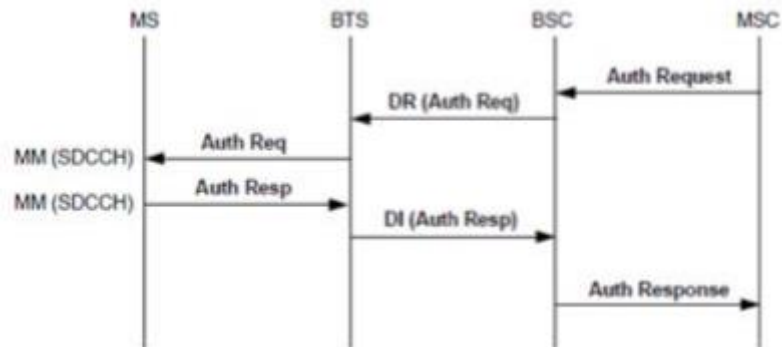 MS BTS BSC MSC
Auth Request
DR (Auth Req)
Auth Req
MM (SDCCH)
Auth Resp
MM (SDCCH)
DI (Auth Resp)
Auth Response